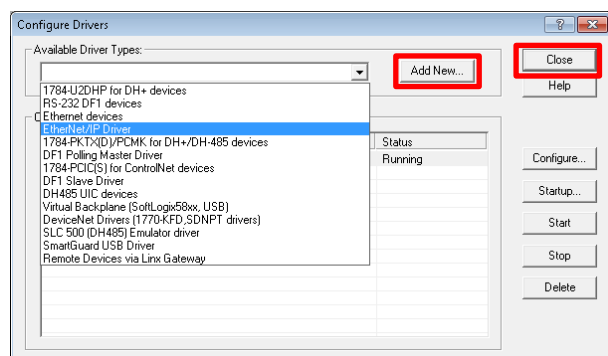 Configure Drivers
Available Driver Types:
Add New...
Close
Help
1784-U2DHP for DH+ devices
RS-232 DF1 devices
Ethernet devices
EtherNet/IP Driver
1784-PKTX(D)/PCMK for DH+/DH-485 devices
DF1 Polling Master Driver
1784-PCIC(S) for ControlNet devices
DF1 Slave Driver
DH485 UIC devices
Virtual Backplane (SoftLogix58xx, USB)
DeviceNet Drivers (1770-KFD,SDNPT drivers)
SLC 500 (DH485) Emulator driver
SmartGuard USB Driver
Remote Devices via Linx Gateway
Status
Running
Configure...
Startup...
Start
Stop
Delete